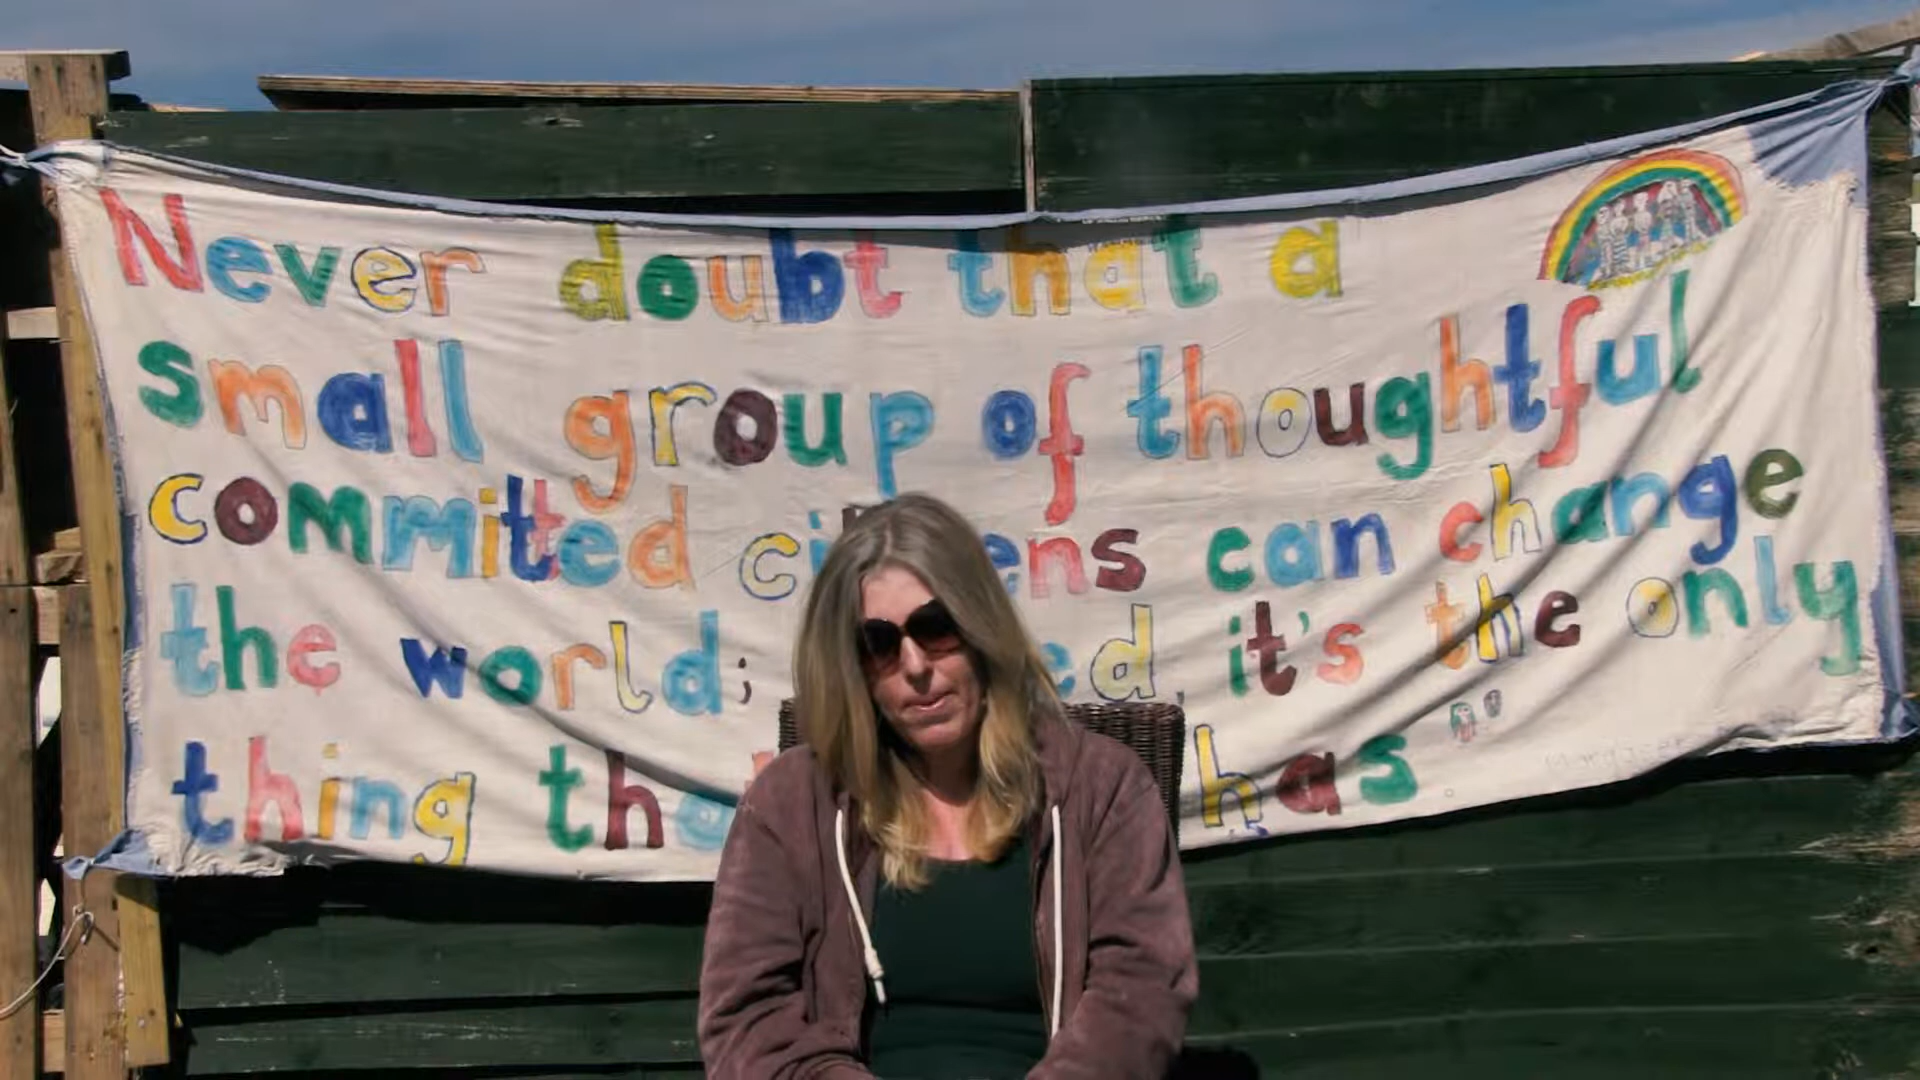 Never doubt that a
small group of thoughtful
committed ci ens can change
the world; ed, it's the only
thing tha has"